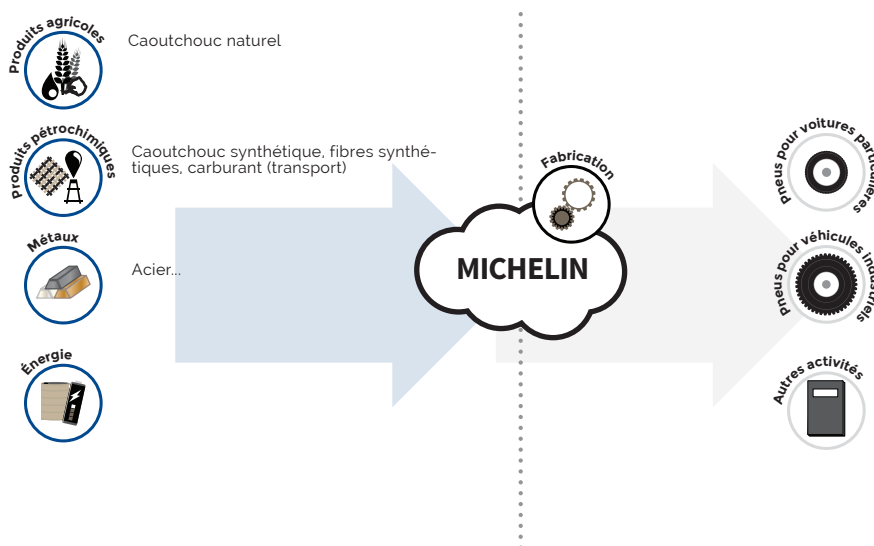 Produits agricoles
Caoutchouc naturel
Produits pétrochimiques
Caoutchouc synthétique, fibres synthé-
tiques, carburant (transport)
Métaux
Acier...
Énergie
Fabrication
MICHELIN
Pneus pour voitures particulières
Pneus pour véhicules industriels
Autres activités